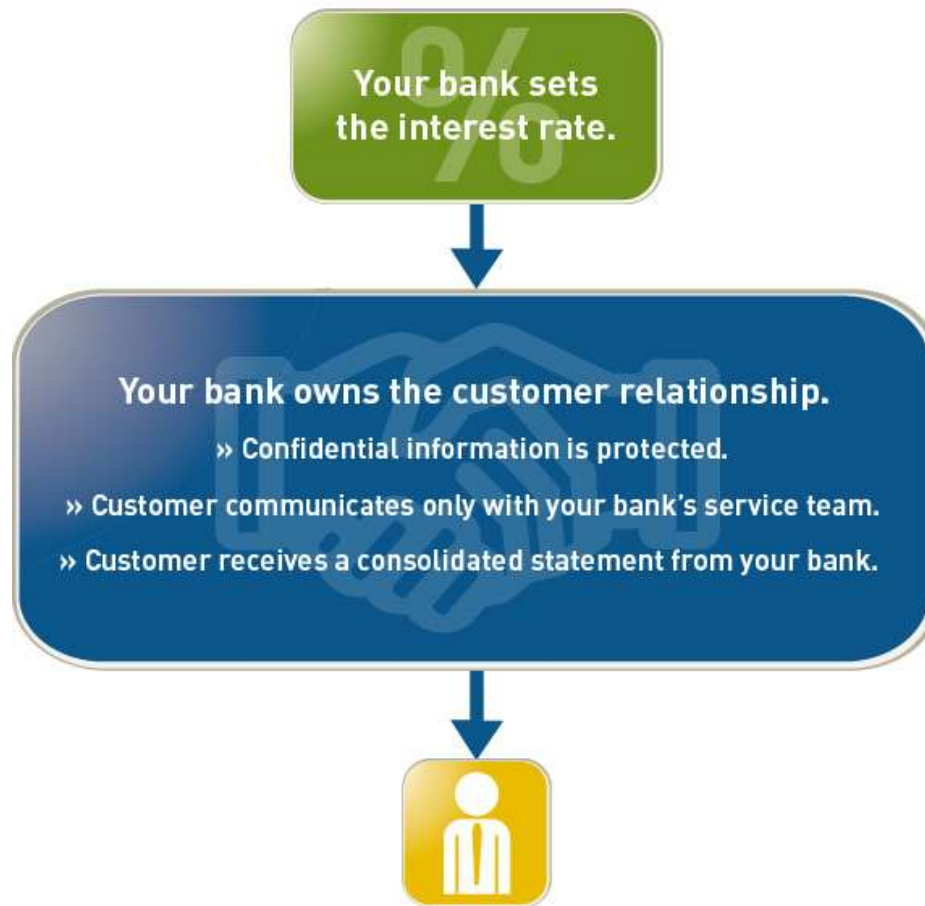 Your bank sets
the interest rate.
Your bank owns the customer relationship.
» Confidential information is protected.
» Customer communicates only with your bank’s service team.
» Customer receives a consolidated statement from your bank.